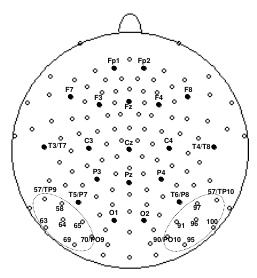 Fp1 Fp2
F7 F8
F3 Fz F4
T3/T7 C3 Cz C4 T4/T8
P3 Pz P4
57/TP9 57/TP10
T5/P7 T6/P8
58 97
63 64 65 O1 O2 91 96 100
69 70/PO9 90/PO10 95